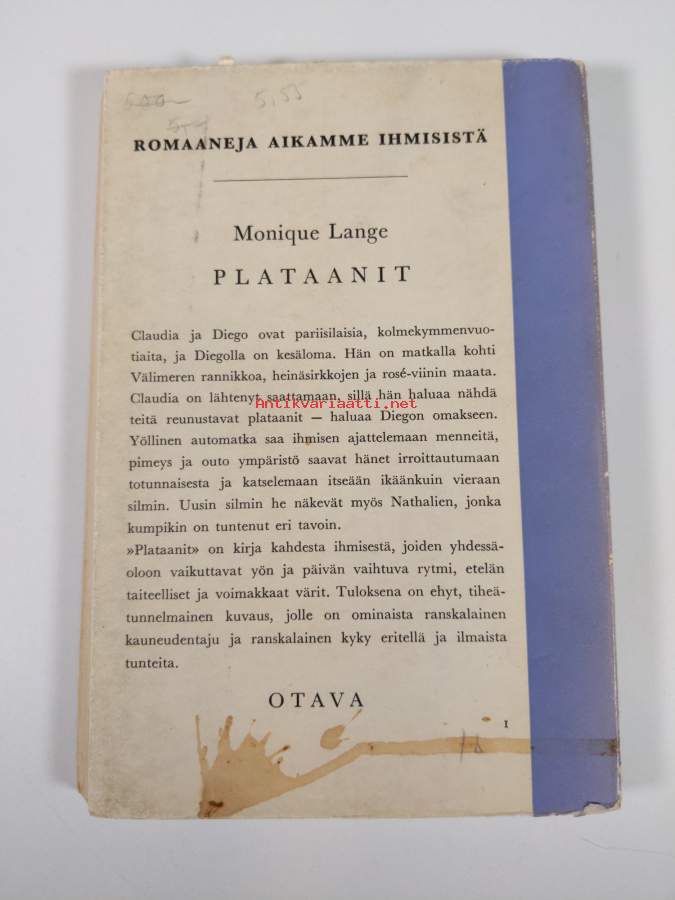 5,55
ROMAANEJA AIKAMME IHMISISTÄ
Monique Lange
PLATAANIT
Claudia ja Diego ovat pariisilaisia, kolmekymmenvuo-
tiaita, ja Diegolla on kesäloma. Hän on matkalla kohti
Välimeren rannikkoa, heinäsirkkojen ja rosé-viinin maata.
Claudia on lähtenyt saattamaan, sillä hän haluaa nähdä
Antikvariaatti.net
teitä reunustavat plataanit — haluaa Diegon omakseen.
Yöllinen automatka saa ihmisen ajattelemaan menneitä,
pimeys ja outo ympäristö saavat hänet irroittautumaan
totunnaisesta ja katselemaan itseään ikäänkuin vieraan
silmin. Uusin silmin he näkevät myös Nathalien, jonka
kumpikin on tuntenut eri tavoin.
»Plataanit» on kirja kahdesta ihmisestä, joiden yhdessä-
oloon vaikuttavat yön ja päivän vaihtuva rytmi, etelän
taiteelliset ja voimakkaat värit. Tuloksena on ehyt, tiheä-
tunnelmainen kuvaus, jolle on ominaista ranskalainen
kauneudentaju ja ranskalainen kyky eritellä ja ilmaista
tunteita.
OTAVA
1